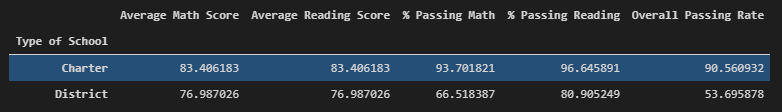 Average Math Score Average Reading Score % Passing Math % Passing Reading Overall Passing Rate
Type of School
Charter 83.406183 83.406183 93.701821 96.645891 90.560932
District 76.987026 76.987026 66.518387 80.905249 53.695878